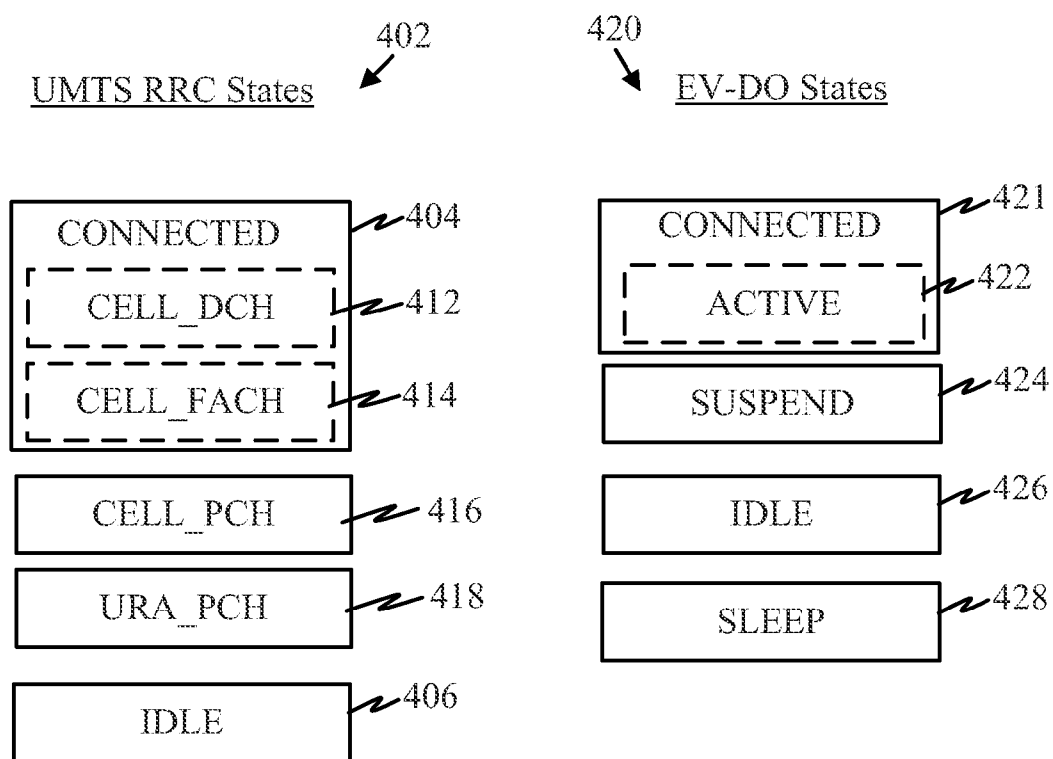 402
UMTS RRC States
CONNECTED
404
CELL_DCH
412
CELL_FACH
414
CELL_PCH
416
URA_PCH
418
IDLE
406
420
EV-DO States
CONNECTED
421
ACTIVE
422
SUSPEND
424
IDLE
426
SLEEP
428